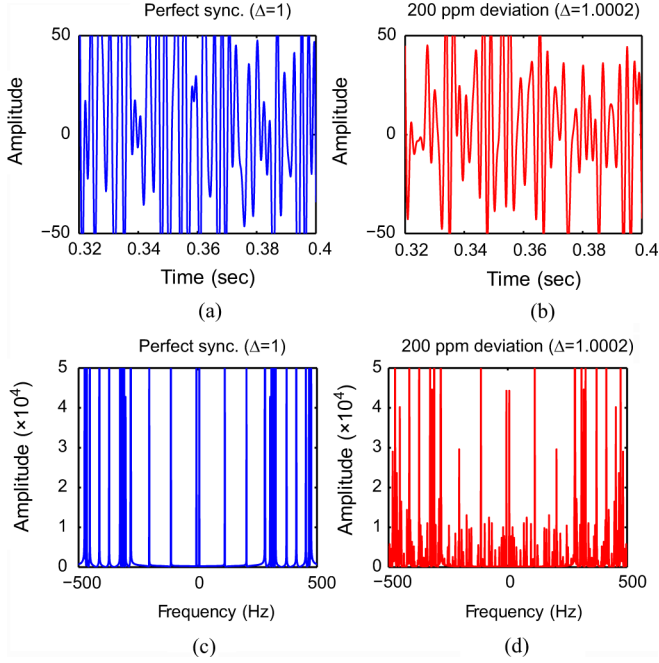 Perfect sync. (Δ=1)
200 ppm deviation (Δ=1.0002)
Amplitude
50
0
−50
0.32 0.34 0.36 0.38 0.4
Time (sec)
(a)
Amplitude
50
0
−50
0.32 0.34 0.36 0.38 0.4
Time (sec)
(b)
Perfect sync. (Δ=1)
200 ppm deviation (Δ=1.0002)
Amplitude (×10⁴)
5
4
3
2
1
0
−500 0 500
Frequency (Hz)
(c)
Amplitude (×10⁴)
5
4
3
2
1
0
−500 0 500
Frequency (Hz)
(d)